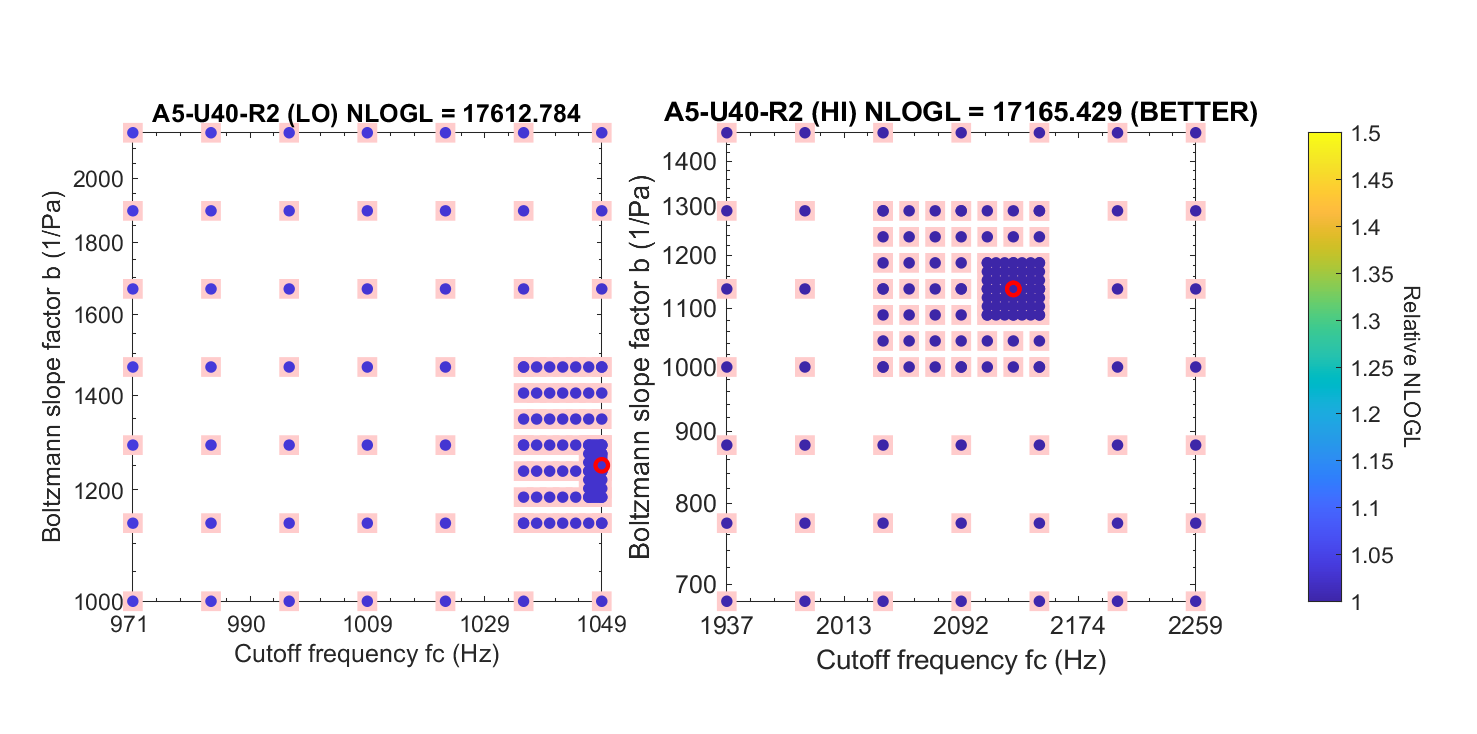 A5-U40-R2 (LO) NLOGL = 17612.784
Boltzmann slope factor b (1/Pa)
2000
1800
1600
1400
1200
1000
971 990 1009 1029 1049
Cutoff frequency fc (Hz)
A5-U40-R2 (HI) NLOGL = 17165.429 (BETTER)
Boltzmann slope factor b (1/Pa)
1400
1300
1200
1100
1000
900
800
700
1937 2013 2092 2174 2259
Cutoff frequency fc (Hz)
1.5
1.45
1.4
1.35
1.3
1.25
1.2
1.15
1.1
1.05
1
Relative NLOGL